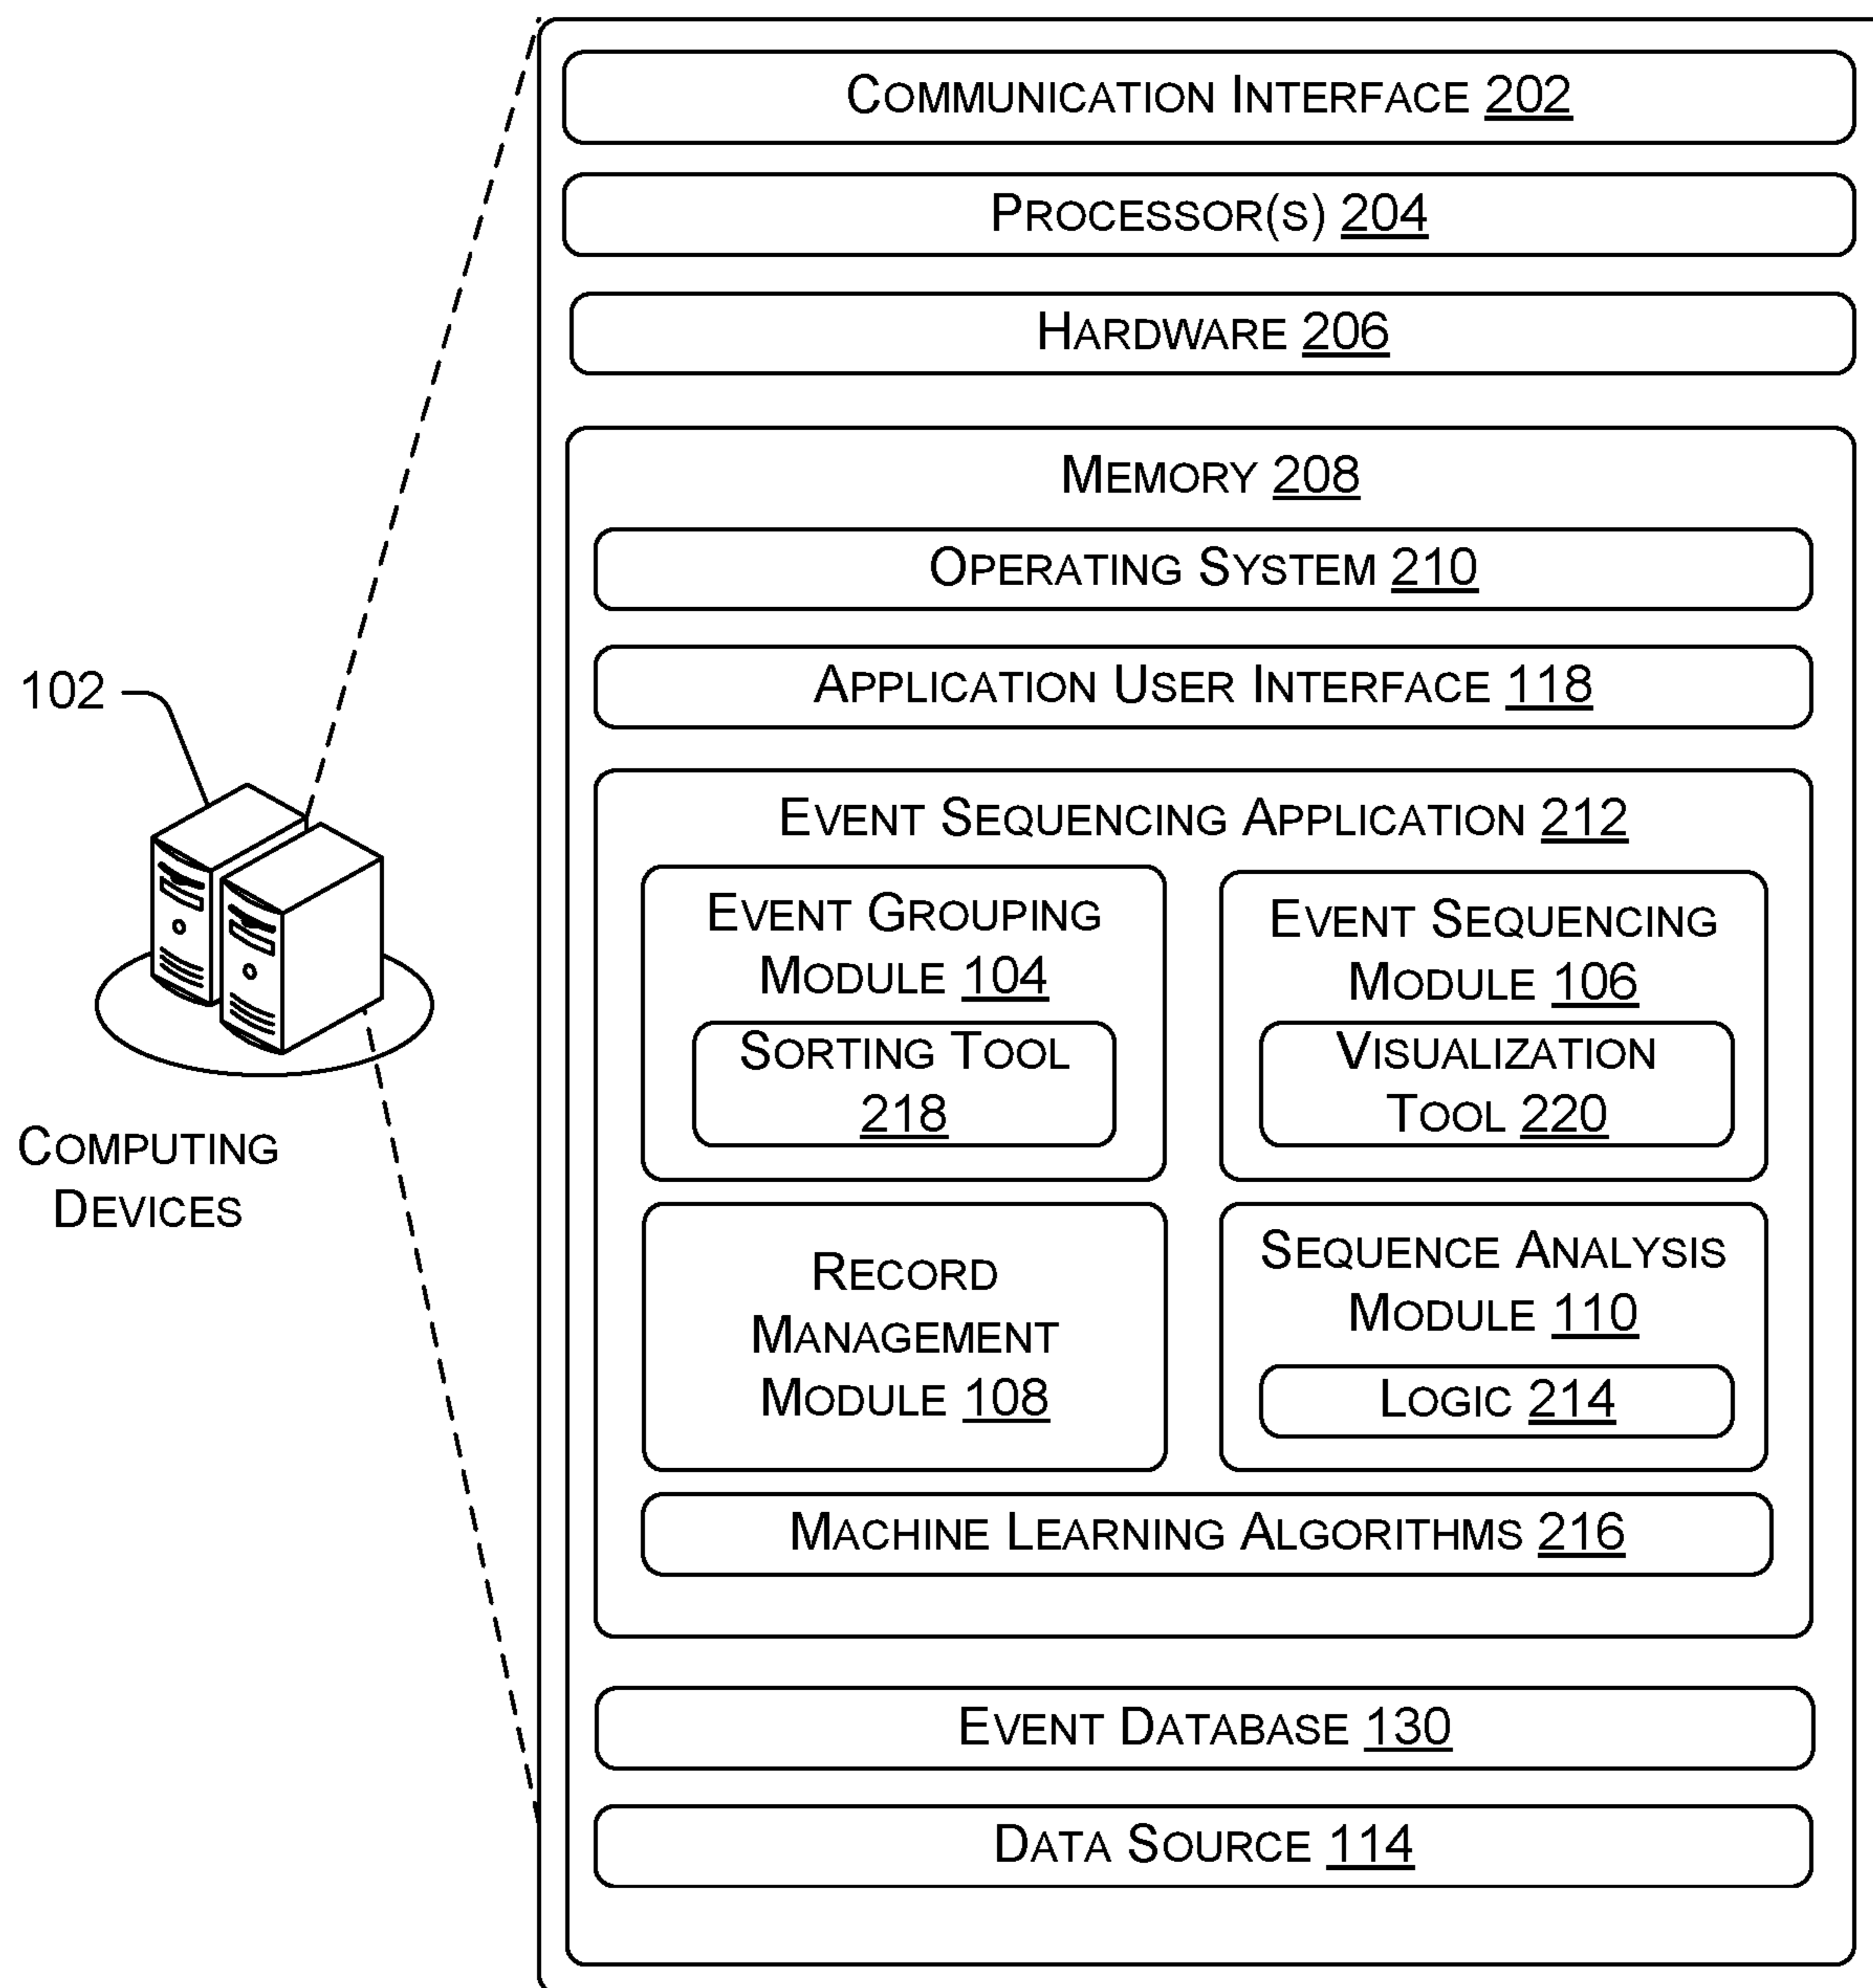 COMMUNICATION INTERFACE 202
PROCESSOR(S) 204
HARDWARE 206
MEMORY 208
OPERATING SYSTEM 210
APPLICATION USER INTERFACE 118
EVENT SEQUENCING APPLICATION 212
EVENT GROUPING
MODULE 104
SORTING TOOL
218
EVENT SEQUENCING
MODULE 106
VISUALIZATION
TOOL 220
RECORD
MANAGEMENT
MODULE 108
SEQUENCE ANALYSIS
MODULE 110
LOGIC 214
MACHINE LEARNING ALGORITHMS 216
EVENT DATABASE 130
DATA SOURCE 114
102
COMPUTING
DEVICES